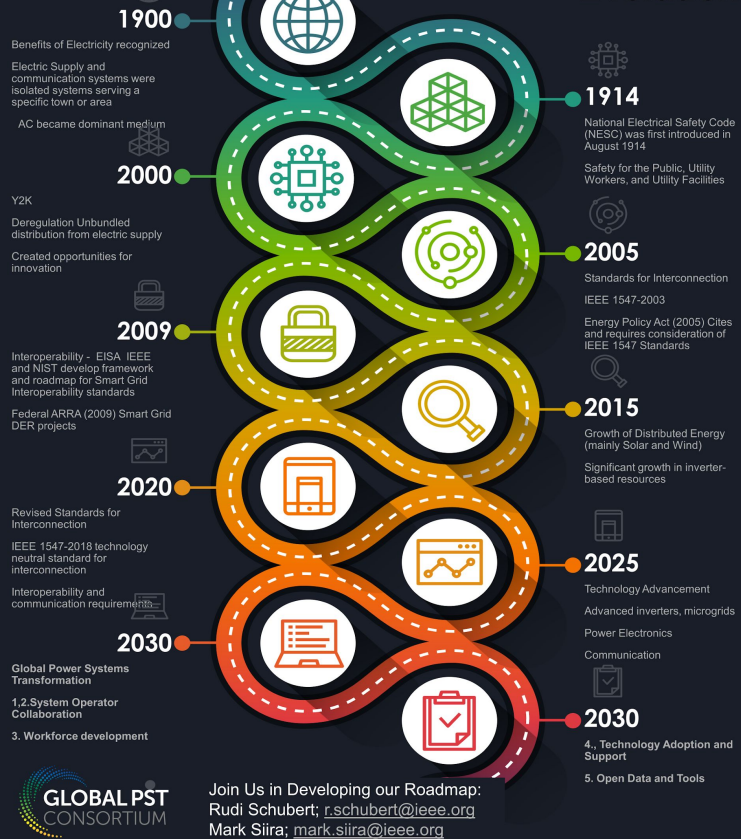 1900
Benefits of Electricity recognized
Electric Supply and
communication systems were
isolated systems serving a
specific town or area
AC became dominant medium
1914
National Electrical Safety Code
(NESC) was first introduced in
August 1914
Safety for the Public, Utility
Workers, and Utility Facilities
2000
Y2K
Deregulation Unbundled
distribution from electric supply
Created opportunities for
innovation
2005
Standards for Interconnection
IEEE 1547-2003
Energy Policy Act (2005) Cites
and requires consideration of
IEEE 1547 Standards
2009
Interoperability - EISA IEEE
and NIST develop framework
and roadmap for Smart Grid
Interoperability standards
Federal ARRA (2009) Smart Grid
DER projects
2015
Growth of Distributed Energy
(mainly Solar and Wind)
Significant growth in inverter-
based resources
2020
Revised Standards for
Interconnection
IEEE 1547-2018 technology
neutral standard for
interconnection
Interoperability and
communication requirements
2025
Technology Advancement
Advanced inverters, microgrids
Power Electronics
Communication
2030
Global Power Systems
Transformation
1,2.System Operator
Collaboration
3. Workforce development
2030
4., Technology Adoption and
Support
5. Open Data and Tools
GLOBAL PST
CONSORTIUM
Join Us in Developing our Roadmap:
Rudi Schubert; r.schubert@ieee.org
Mark Siira; mark.siira@ieee.org